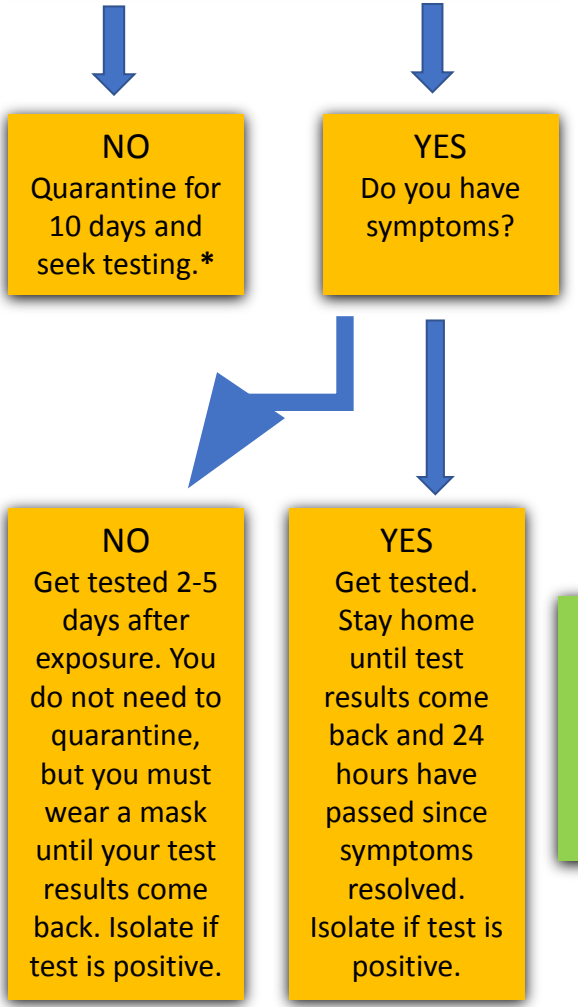 NO
Quarantine for
10 days and
seek testing.*
YES
Do you have
symptoms?
NO
Get tested 2-5
days after
exposure. You
do not need to
quarantine,
but you must
wear a mask
until your test
results come
back. Isolate if
test is positive.
YES
Get tested.
Stay home
until test
results come
back and 24
hours have
passed since
symptoms
resolved.
Isolate if test is
positive.